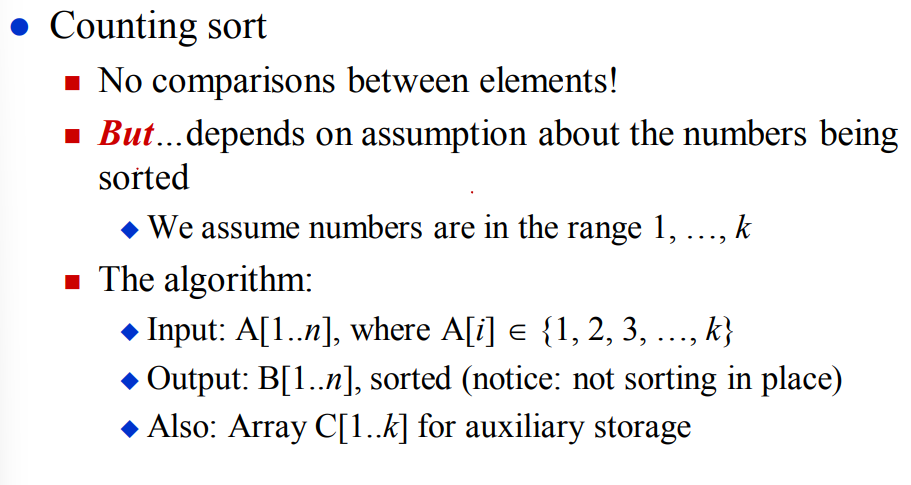 Counting sort
No comparisons between elements!
But...depends on assumption about the numbers being
sorted
We assume numbers are in the range 1, ..., k
The algorithm:
Input: A[1..n], where A[i] ∈ {1, 2, 3, ..., k}
Output: B[1..n], sorted (notice: not sorting in place)
Also: Array C[1..k] for auxiliary storage